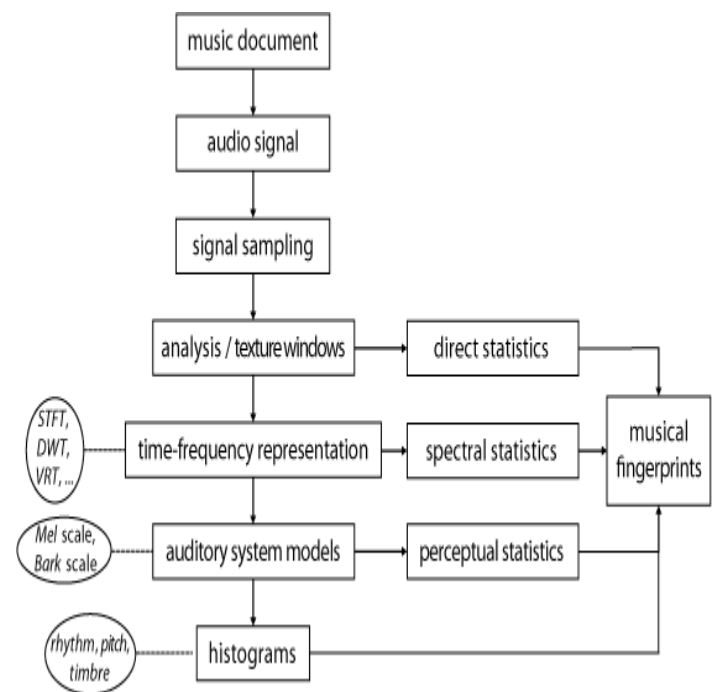 music document
audio signal
signal sampling
analysis / texture windows
direct statistics
STFT,
DWT,
VRT, ...
time-frequency representation
spectral statistics
musical
fingerprints
Mel scale,
Bark scale
auditory system models
perceptual statistics
rhythm, pitch,
timbre
histograms